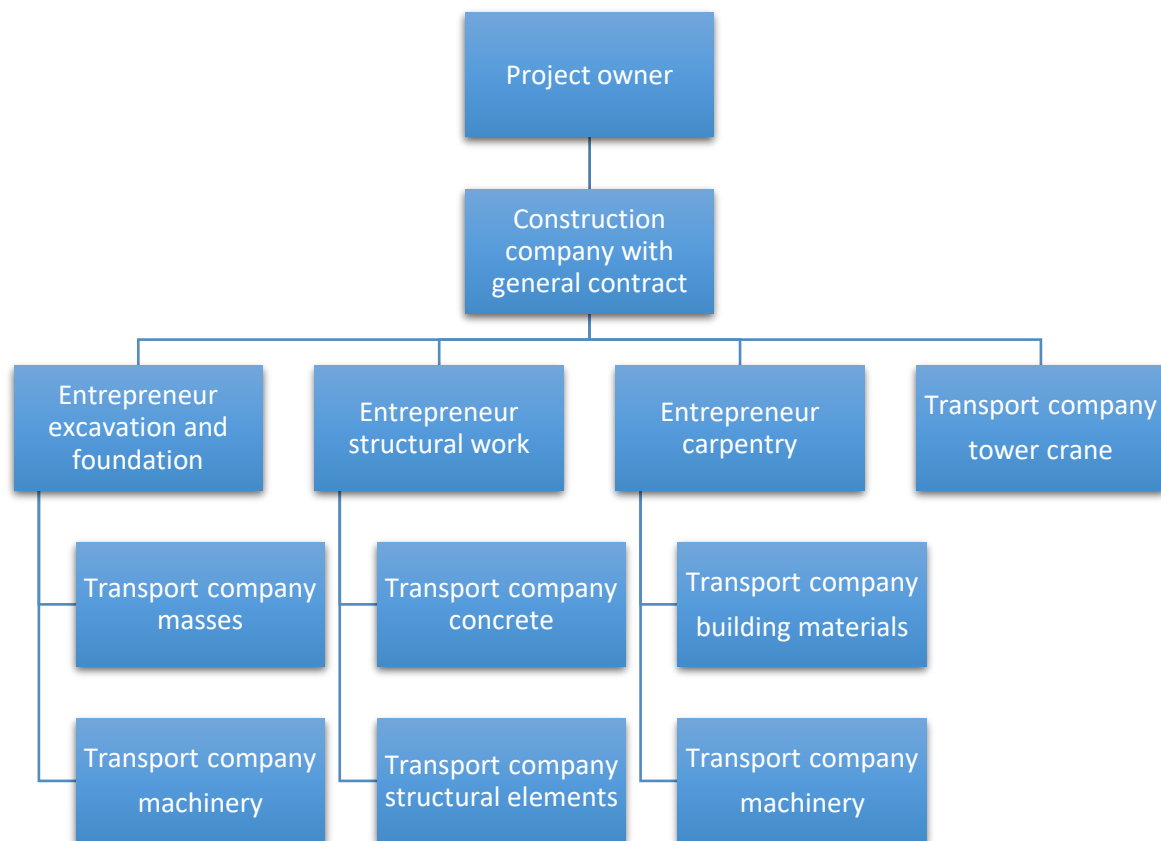 Project owner
Construction
company with
general contract
Entrepreneur
excavation and
foundation
Entrepreneur
structural work
Entrepreneur
carpentry
Transport company
tower crane
Transport company
masses
Transport company
concrete
Transport company
building materials
Transport company
machinery
Transport company
structural elements
Transport company
machinery